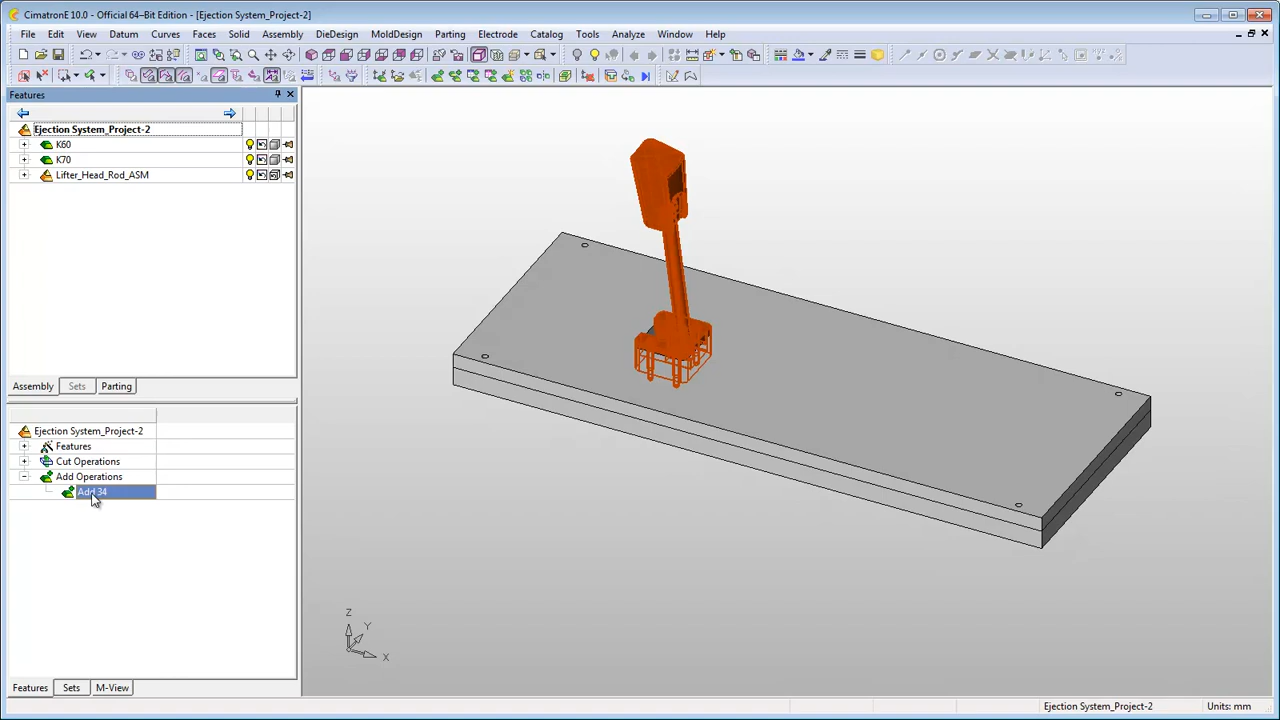 CimatronE 10.0 - Official 64-Bit Edition - [Ejection System_Project-2]
File Edit View Datum Curves Faces Solid Assembly DieDesign MoldDesign Parting Electrode Catalog Tools Analyze Window Help
Features
Ejection System_Project-2
K60
K70
Lifter_Head_Rod_ASM
Assembly Sets Parting
Ejection System_Project-2
Features
Cut Operations
Add Operations
Add 34
Z
Y
X
Features Sets M-View
Ejection System_Project-2 Units: mm